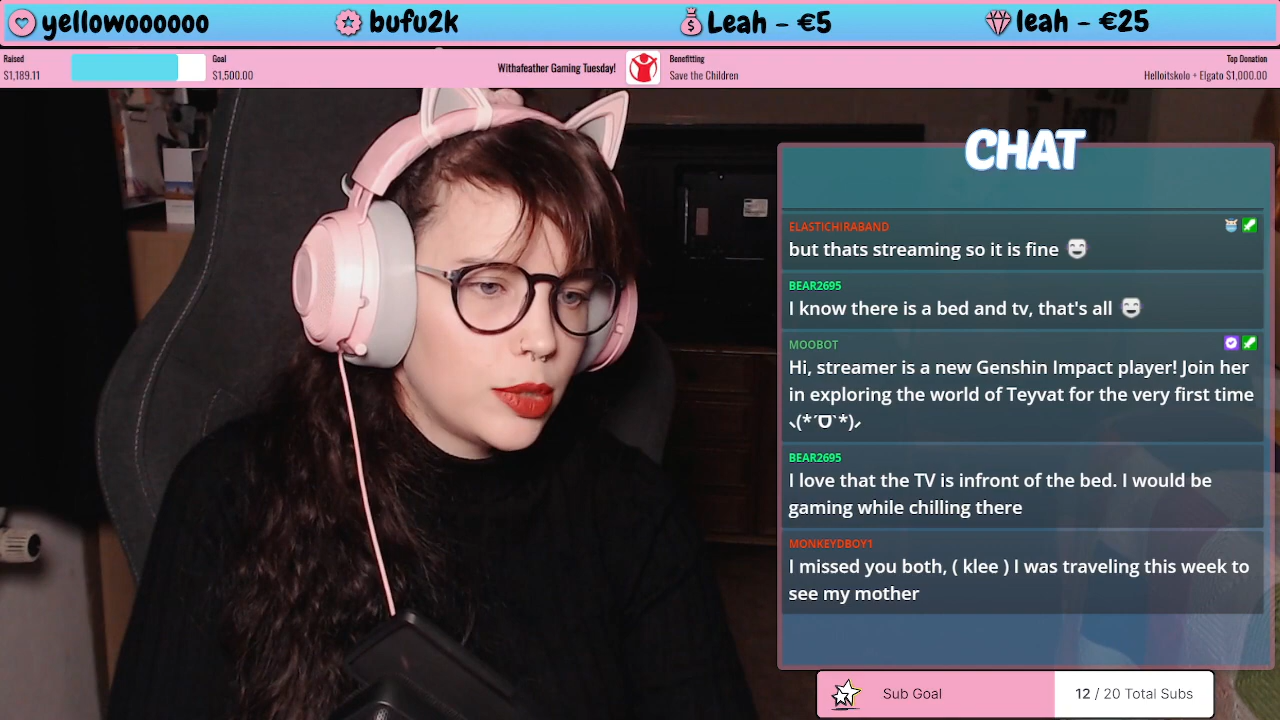 yellowoooooo
bufu2k
Leah - €5
leah - €25
Raised
$1,189.11
Goal
$1,500.00
Withafeather Gaming Tuesday!
Benefitting
Save the Children
Top Donation
Helloitskolo + Elgato $1,000.00
CHAT
ELASTICHIRABAND
but thats streaming so it is fine
BEAR2695
I know there is a bed and tv, that's all
MOOBOT
Hi, streamer is a new Genshin Impact player! Join her
in exploring the world of Teyvat for the very first time
⸜(*ˊᗜˋ*)⸝
BEAR2695
I love that the TV is infront of the bed. I would be
gaming while chilling there
MONKEYDBOY1
I missed you both, ( klee ) I was traveling this week to
see my mother
Sub Goal
12 / 20 Total Subs